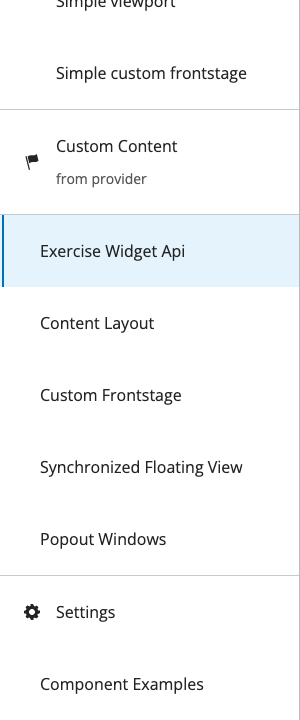 Simple viewport
Simple custom frontstage
Custom Content
from provider
Exercise Widget Api
Content Layout
Custom Frontstage
Synchronized Floating View
Popout Windows
Settings
Component Examples